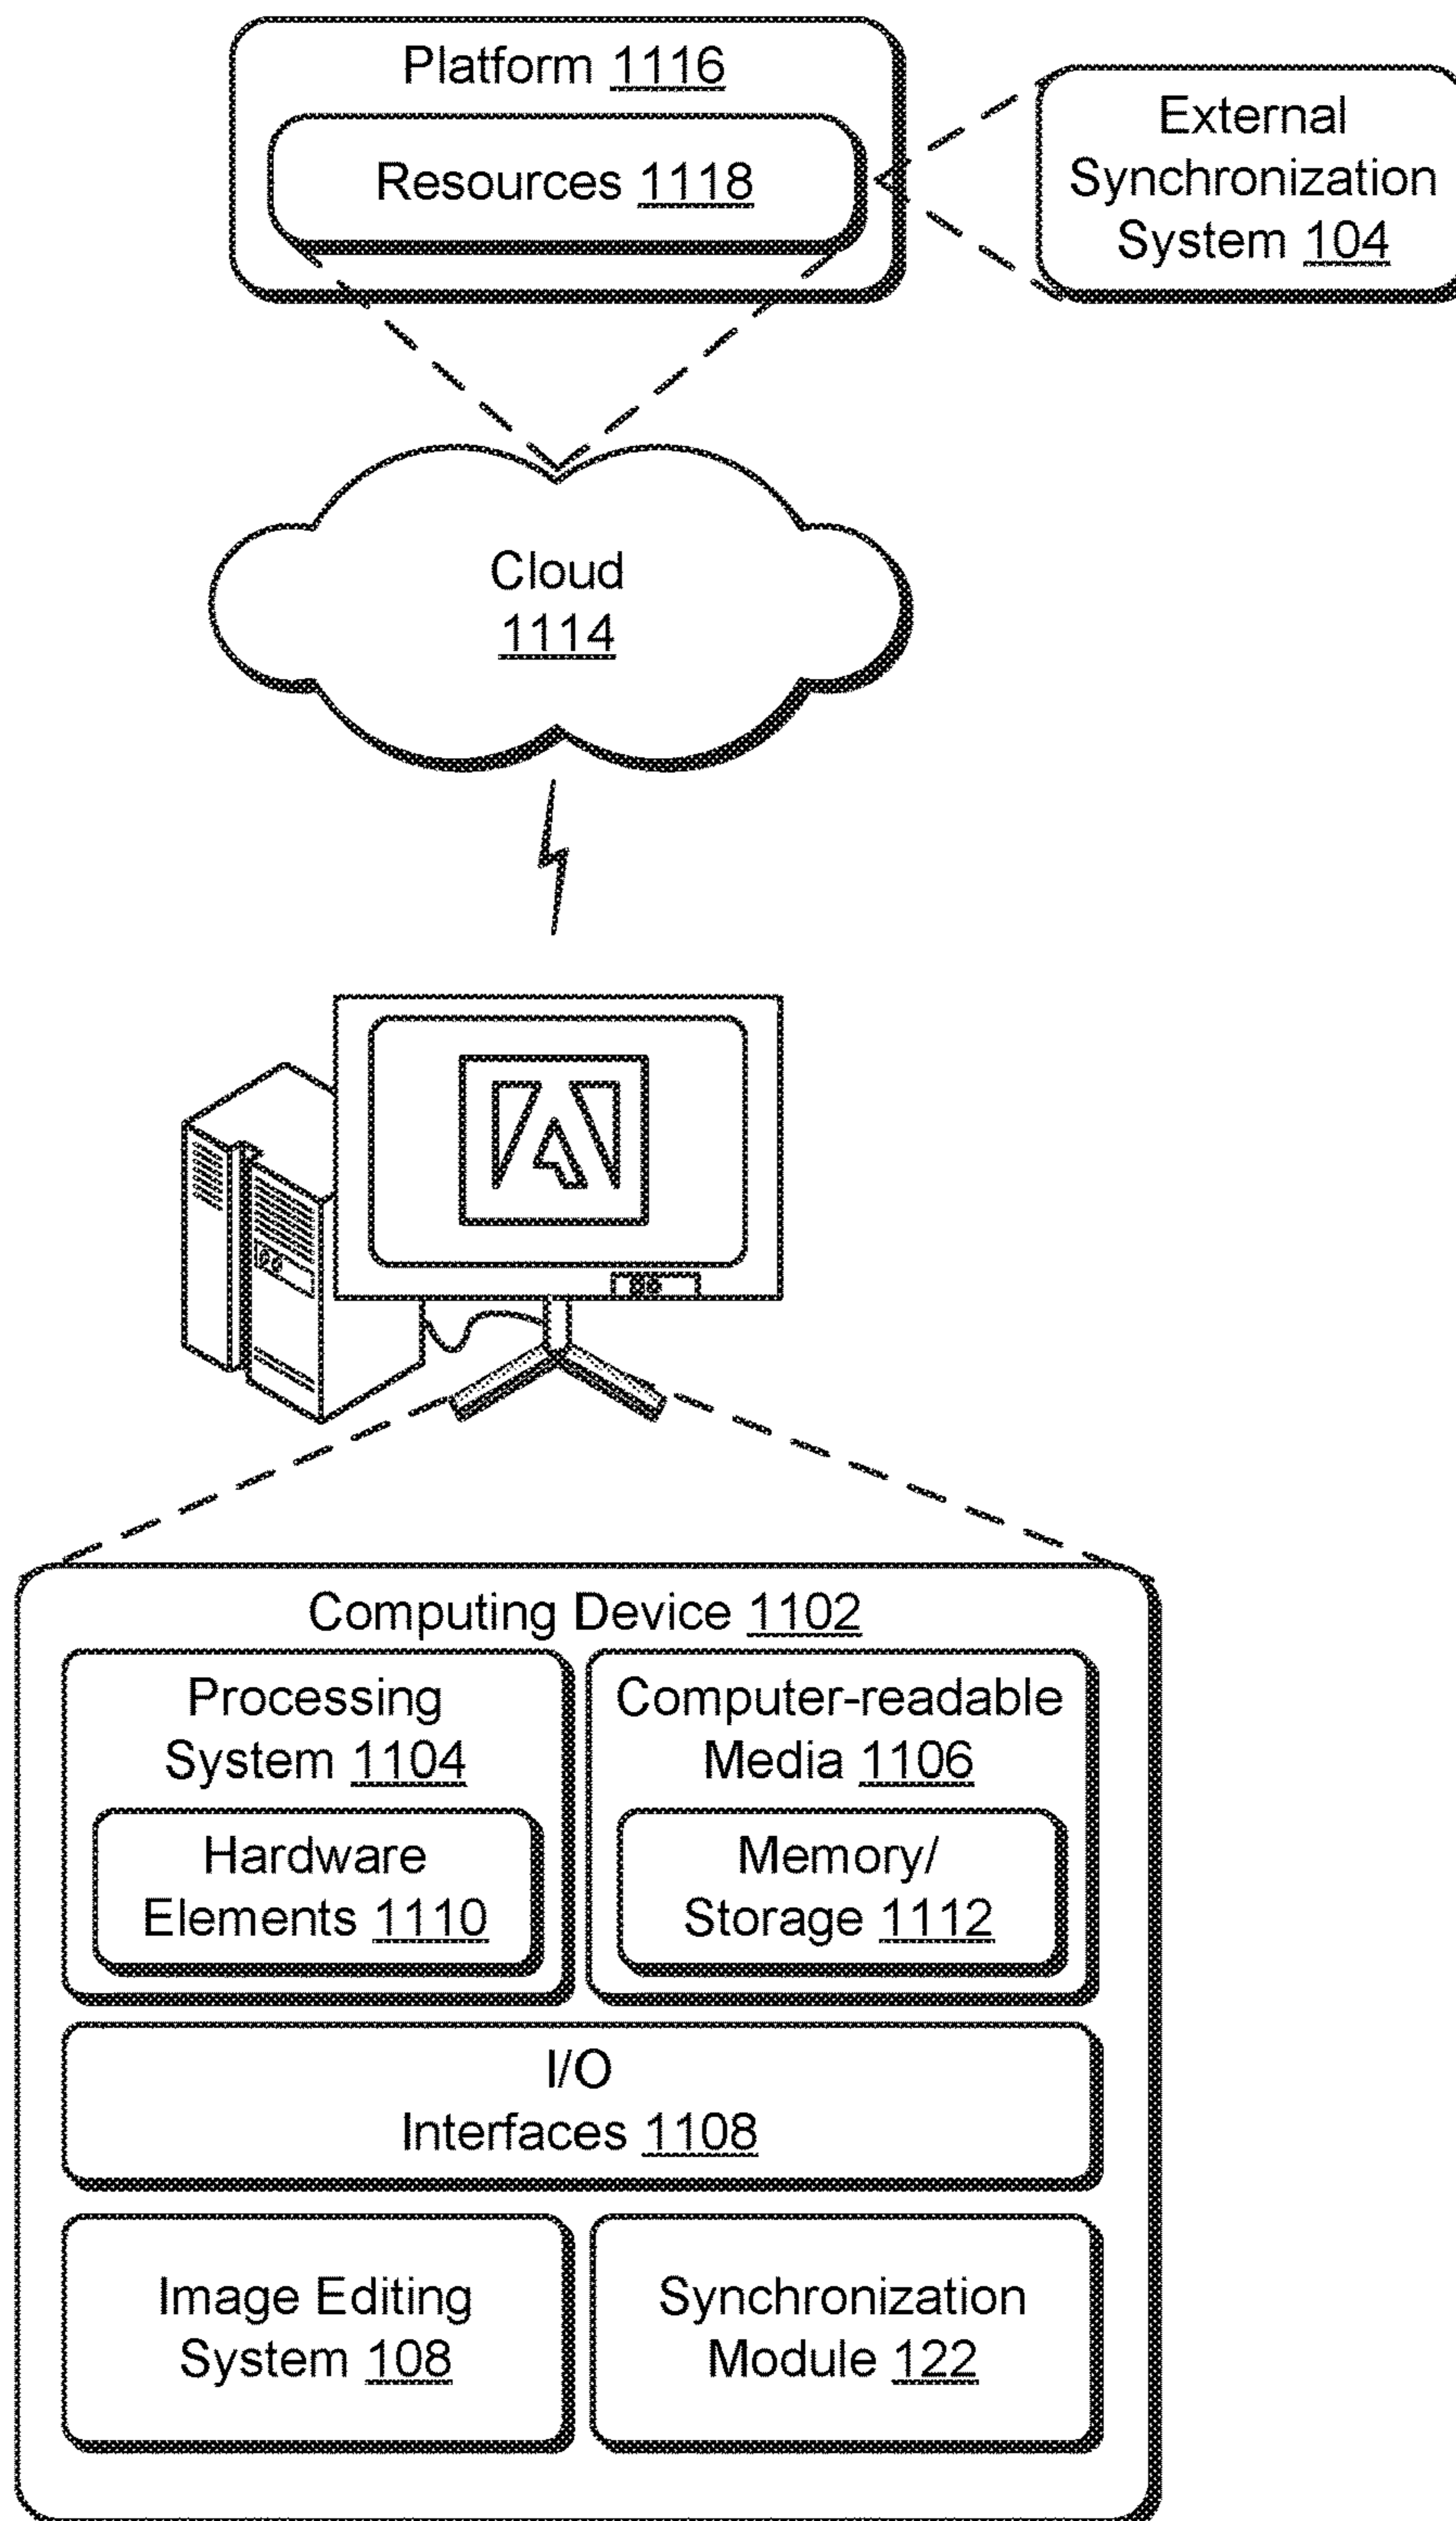 Platform 1116
Resources 1118
External
Synchronization
System 104
Cloud
1114
Computing Device 1102
Processing
System 1104
Hardware
Elements 1110
Computer-readable
Media 1106
Memory/
Storage 1112
I/O
Interfaces 1108
Image Editing
System 108
Synchronization
Module 122